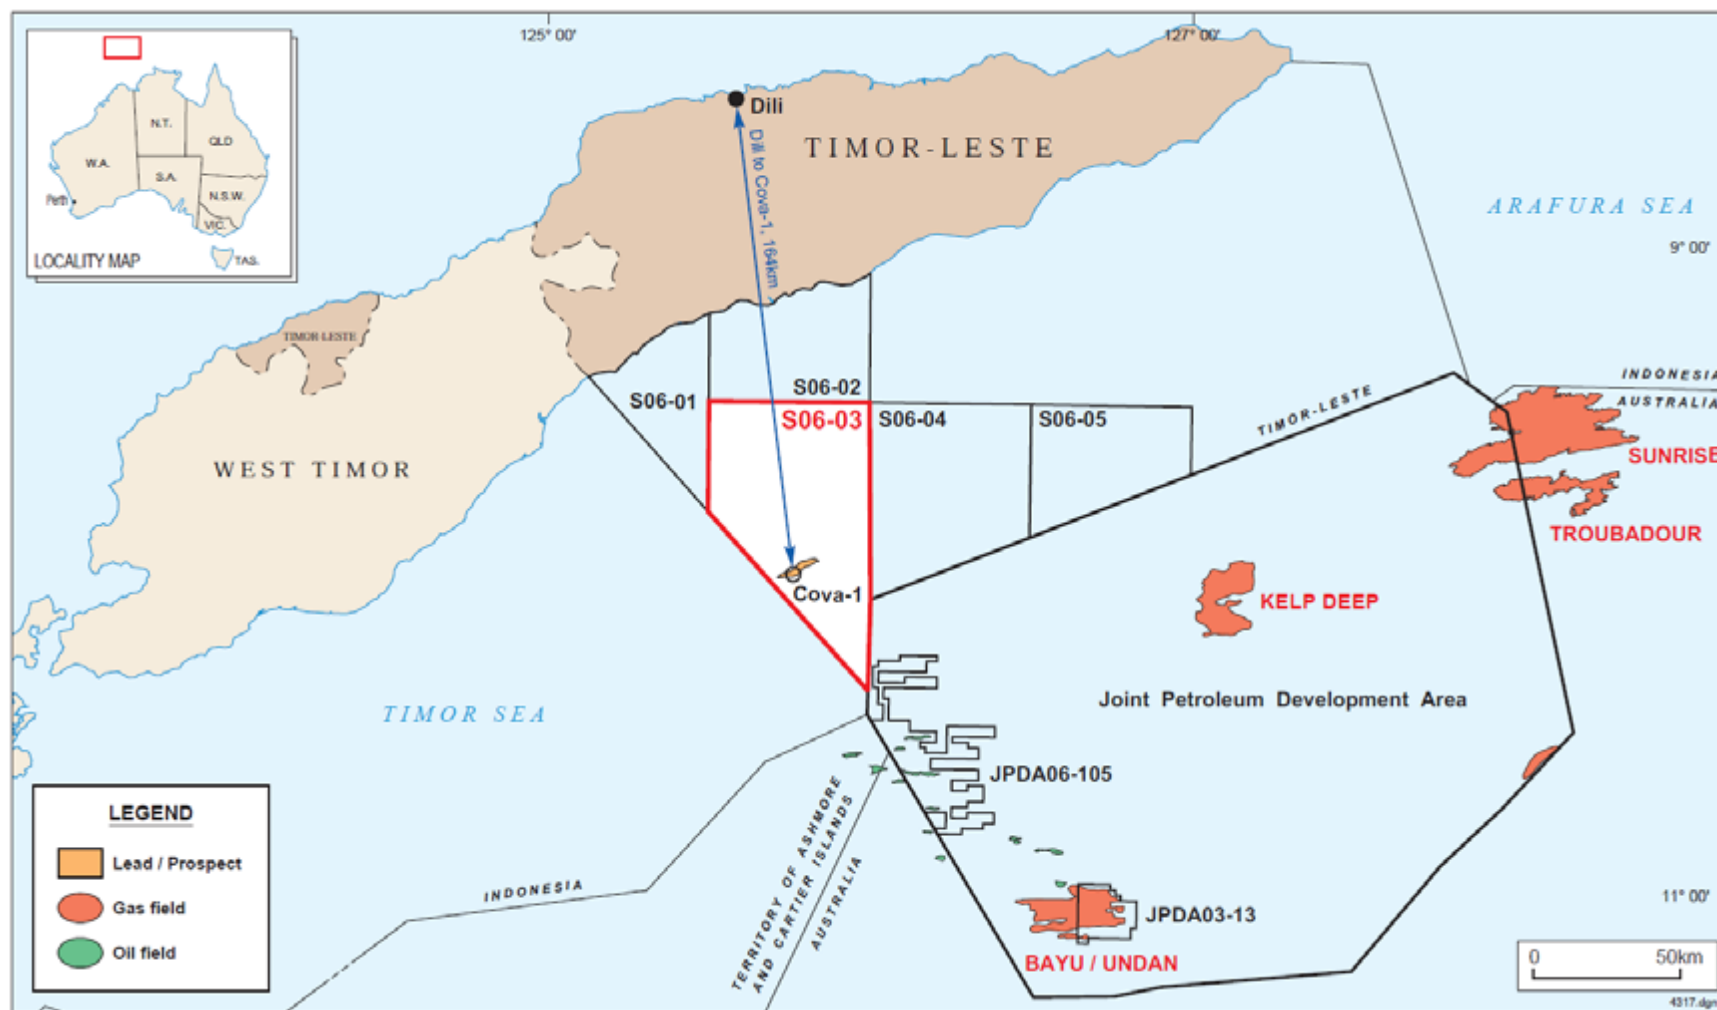 125° 00'
127° 00'
N.T.
QLD
W.A.
S.A.
N.S.W.
Perth
VIC.
TAS.
LOCALITY MAP
Dili
Dili to Cova-1, 164km
TIMOR-LESTE
ARAFURA SEA
9° 00'
TIMOR-LESTE
S06-01
S06-02
S06-03
S06-04
S06-05
TIMOR-LESTE
INDONESIA
AUSTRALIA
SUNRISE
TROUBADOUR
WEST TIMOR
Cova-1
KELP DEEP
Joint Petroleum Development Area
TIMOR SEA
JPDA06-105
TERRITORY OF ASHMORE
AND CARTIER ISLANDS
AUSTRALIA
INDONESIA
LEGEND
Lead / Prospect
Gas field
Oil field
11° 00'
JPDA03-13
BAYU / UNDAN
0 50km
4317.dgn